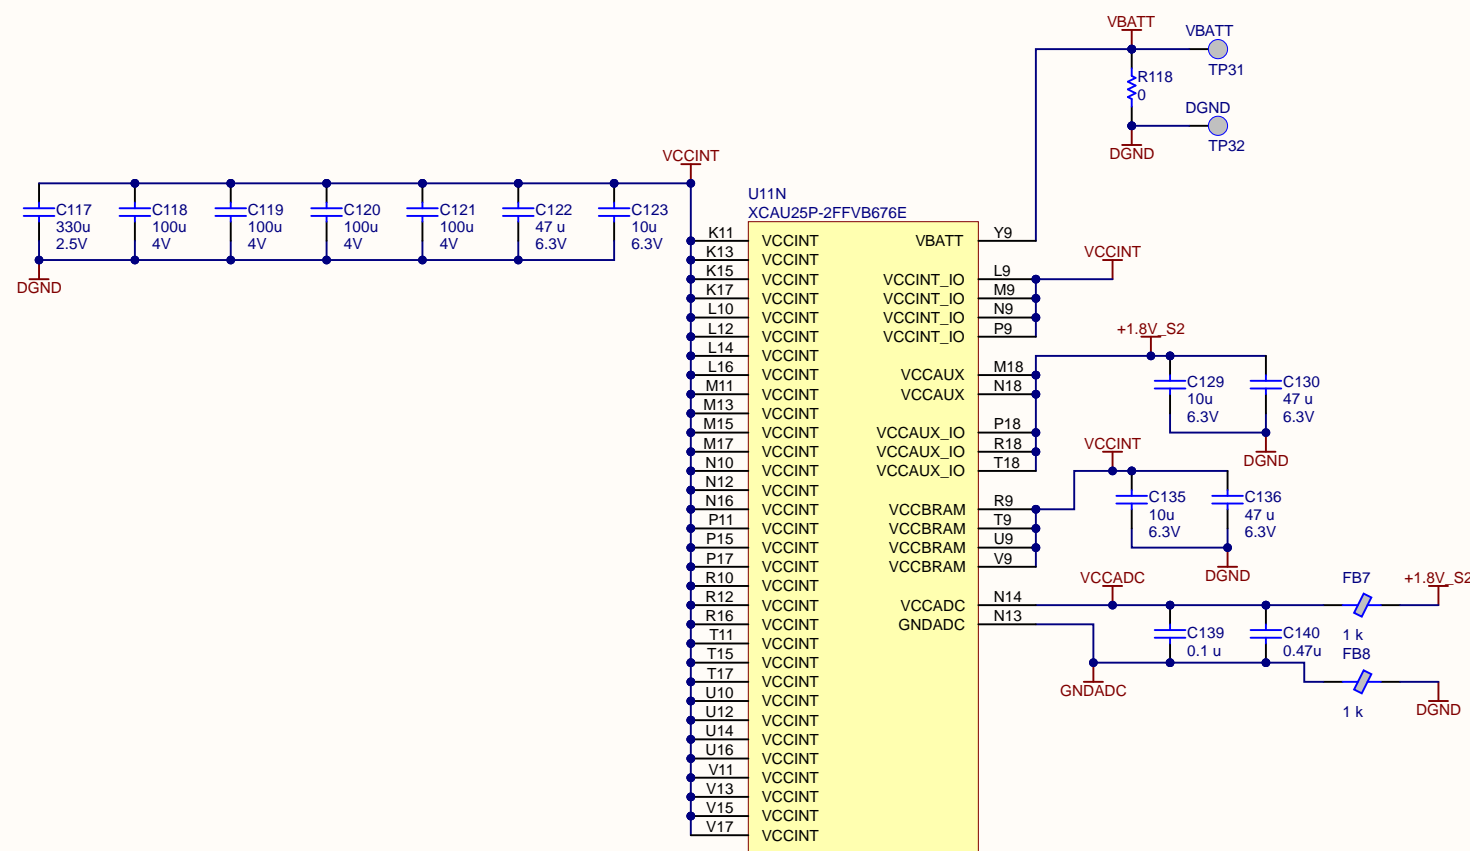 VBATT
VBATT
TP31
R118
0
DGND
TP32
DGND
VCCINT
C117
330u
2.5V
C118
100u
4V
C119
100u
4V
C120
100u
4V
C121
100u
4V
C122
47 u
6.3V
C123
10u
6.3V
DGND
U11N
XCAU25P-2FFVB676E
K11 VCCINT
K13 VCCINT
K15 VCCINT
K17 VCCINT
L10 VCCINT
L12 VCCINT
L14 VCCINT
L16 VCCINT
M11 VCCINT
M13 VCCINT
M15 VCCINT
M17 VCCINT
N10 VCCINT
N12 VCCINT
N16 VCCINT
P11 VCCINT
P15 VCCINT
P17 VCCINT
R10 VCCINT
R12 VCCINT
R16 VCCINT
T11 VCCINT
T15 VCCINT
T17 VCCINT
U10 VCCINT
U12 VCCINT
U14 VCCINT
U16 VCCINT
V11 VCCINT
V13 VCCINT
V15 VCCINT
V17 VCCINT
VBATT Y9
VCCINT_IO L9
VCCINT_IO M9
VCCINT_IO N9
VCCINT_IO P9
VCCAUX M18
VCCAUX N18
VCCAUX_IO P18
VCCAUX_IO R18
VCCAUX_IO T18
VCCBRAM R9
VCCBRAM T9
VCCBRAM U9
VCCBRAM V9
VCCADC N14
GNDADC N13
VCCINT
+1.8V_S2
C129
10u
6.3V
C130
47 u
6.3V
DGND
VCCINT
C135
10u
6.3V
C136
47 u
6.3V
DGND
VCCADC
C139
0.1 u
C140
0.47u
GNDADC
FB7
1 k
+1.8V_S2
FB8
1 k
DGND